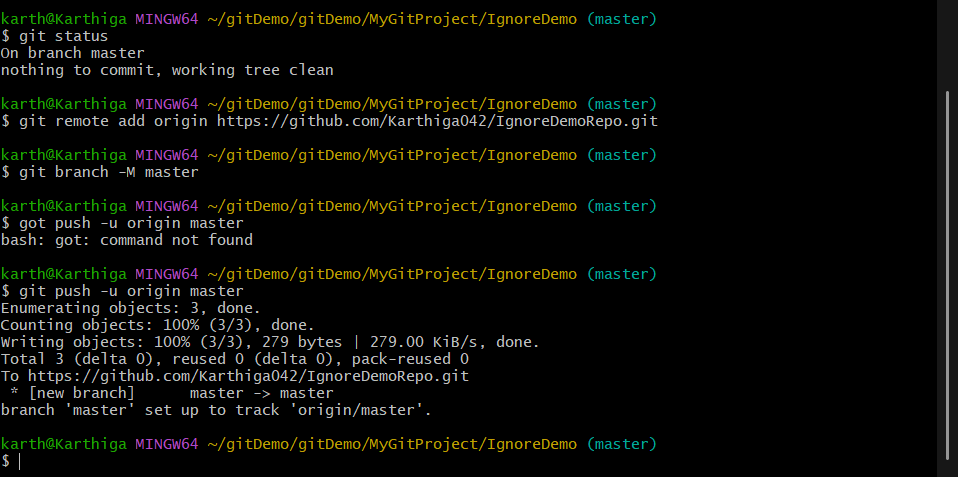 karth@Karthiga MINGW64 ~/gitDemo/gitDemo/MyGitProject/IgnoreDemo (master)
$ git status
On branch master
nothing to commit, working tree clean
karth@Karthiga MINGW64 ~/gitDemo/gitDemo/MyGitProject/IgnoreDemo (master)
$ git remote add origin https://github.com/Karthiga042/IgnoreDemoRepo.git
karth@Karthiga MINGW64 ~/gitDemo/gitDemo/MyGitProject/IgnoreDemo (master)
$ git branch -M master
karth@Karthiga MINGW64 ~/gitDemo/gitDemo/MyGitProject/IgnoreDemo (master)
$ got push -u origin master
bash: got: command not found
karth@Karthiga MINGW64 ~/gitDemo/gitDemo/MyGitProject/IgnoreDemo (master)
$ git push -u origin master
Enumerating objects: 3, done.
Counting objects: 100% (3/3), done.
Writing objects: 100% (3/3), 279 bytes | 279.00 KiB/s, done.
Total 3 (delta 0), reused 0 (delta 0), pack-reused 0
To https://github.com/Karthiga042/IgnoreDemoRepo.git
 * [new branch]      master -> master
branch 'master' set up to track 'origin/master'.
karth@Karthiga MINGW64 ~/gitDemo/gitDemo/MyGitProject/IgnoreDemo (master)
$